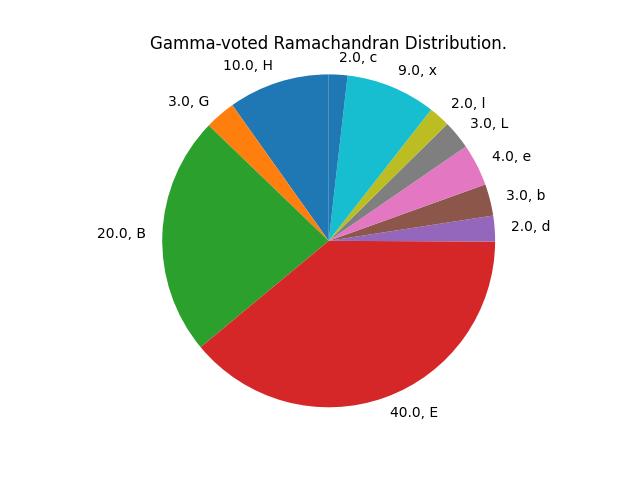 Gamma-voted Ramachandran Distribution.
2.0, c
10.0, H
9.0, x
3.0, G
2.0, l
3.0, L
4.0, e
3.0, b
2.0, d
20.0, B
40.0, E